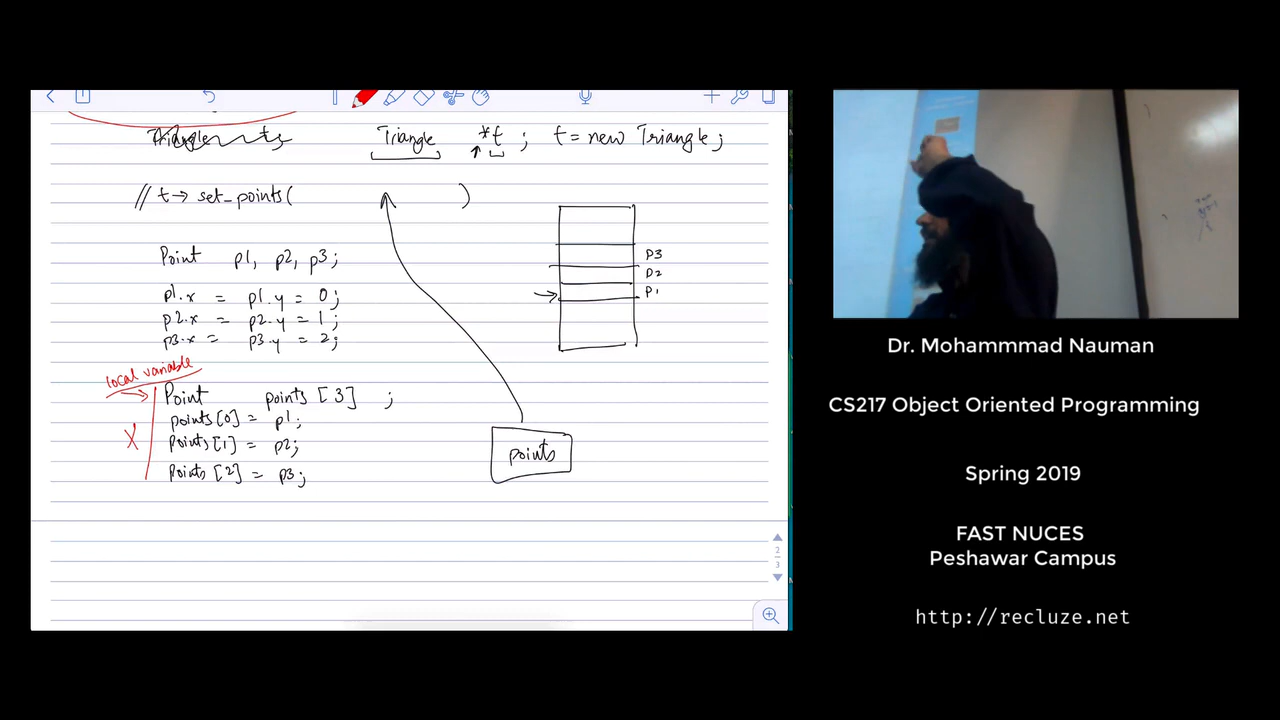 Triangle *t ; t = new Triangle;
// t→ set_points( )
Point p1, p2, p3;
p1.x = p1.y = 0;
p2.x = p2.y = 1;
p3.x = p3.y = 2;
P3
P2
P1
local variable
→ Point points [3] ;
X
points[0] = p1;
points[1] = p2;
points [2] = p3;
points
2
3
Dr. Mohammmad Nauman
CS217 Object Oriented Programming
Spring 2019
FAST NUCES
Peshawar Campus
http://recluze.net